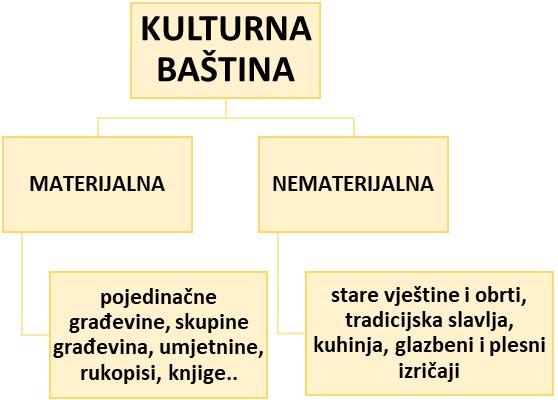 KULTURNA
BAŠTINA
MATERIJALNA
NEMATERIJALNA
pojedinačne
građevine, skupine
građevina, umjetnine,
rukopisi, knjige..
stare vještine i obrti,
tradicijska slavlja,
kuhinja, glazbeni i plesni
izričaji